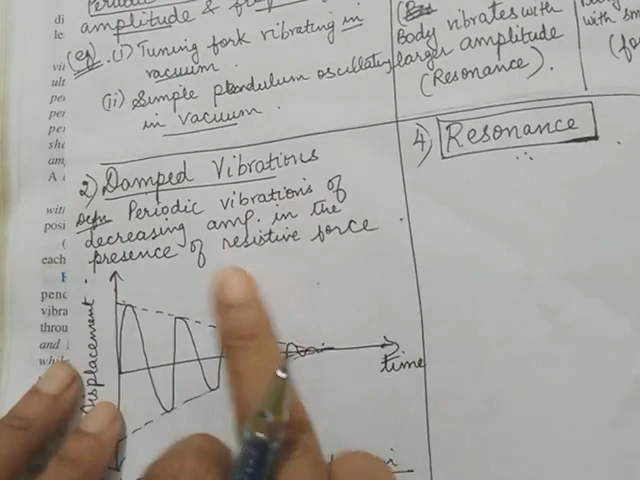 amplitude &
(eg) (i) Tuning fork vibrating in
vacuum.
(ii) Simple pendulum oscillating
in vacuum.
Body vibrates with
larger amplitude
(Resonance).
with
2) Damped Vibrations
Defn Periodic vibrations of
decreasing amp. in the
presence of resistive force.
Displacement
time
4) Resonance
∴